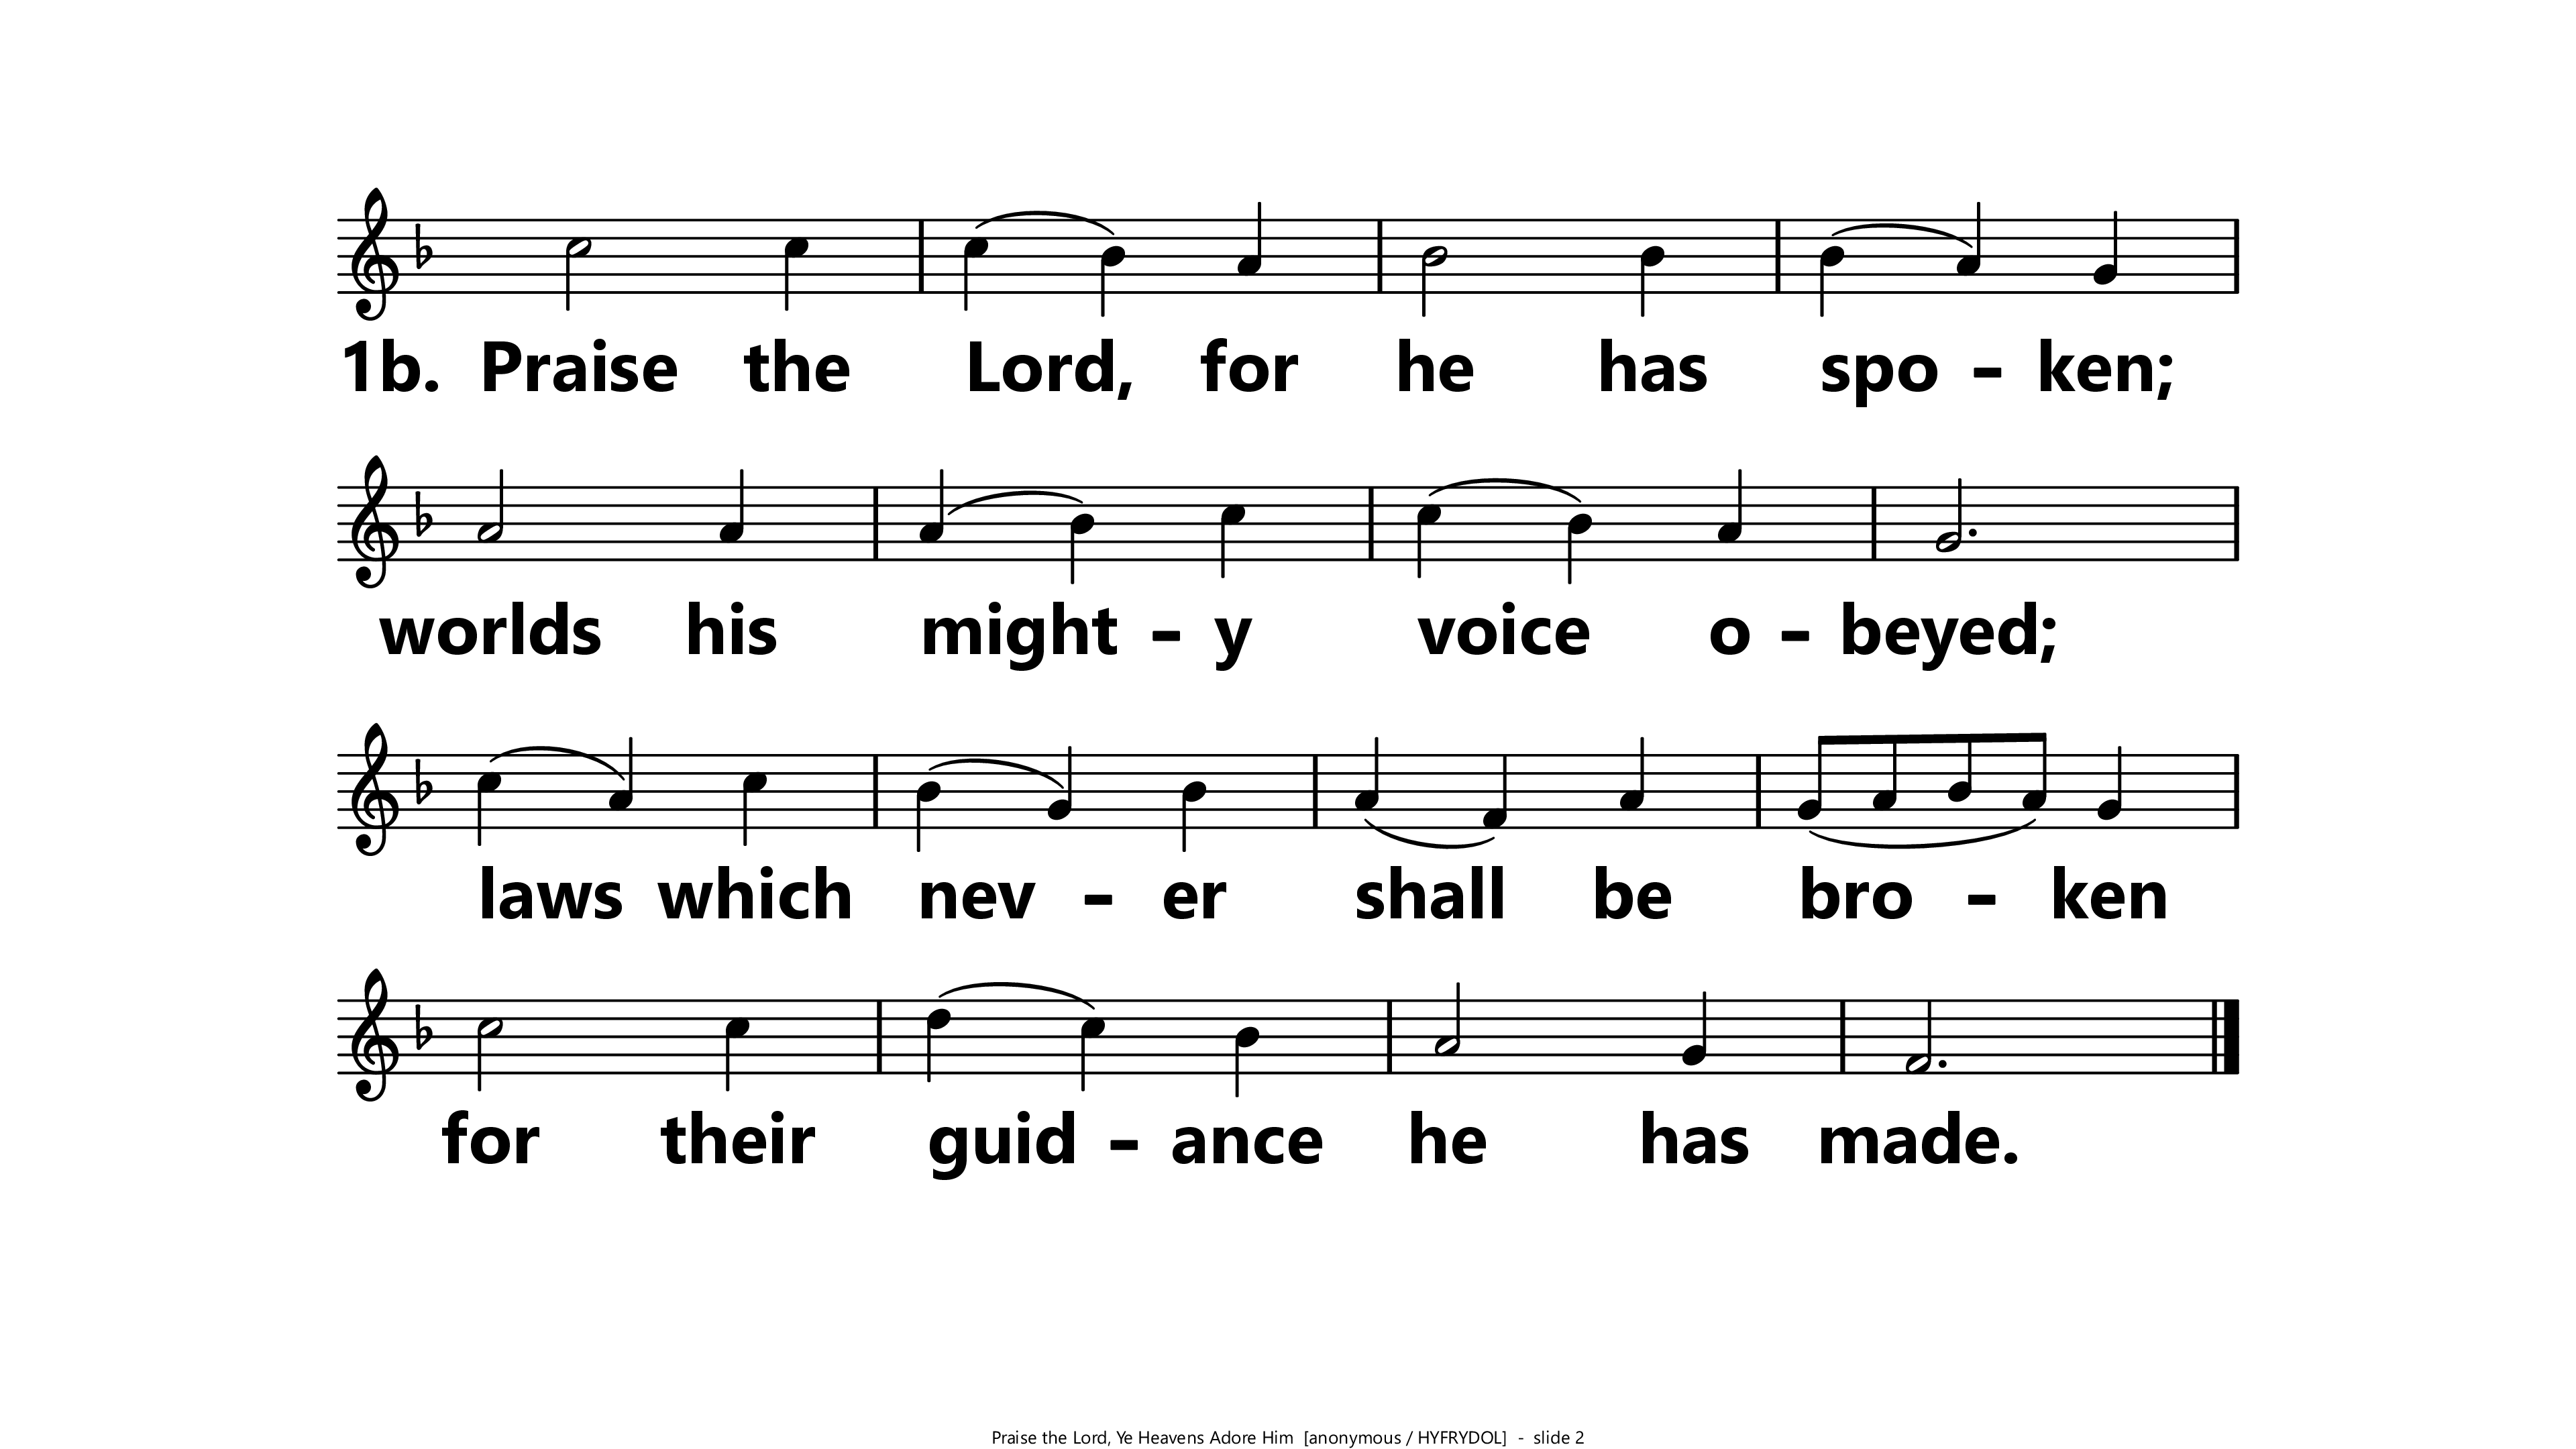 1b. Praise the Lord, for he has spo - ken;
worlds his might - y voice o - beyed;
laws which nev - er shall be bro - ken
for their guid - ance he has made.
Praise the Lord, Ye Heavens Adore Him [anonymous / HYFRYDOL] - slide 2